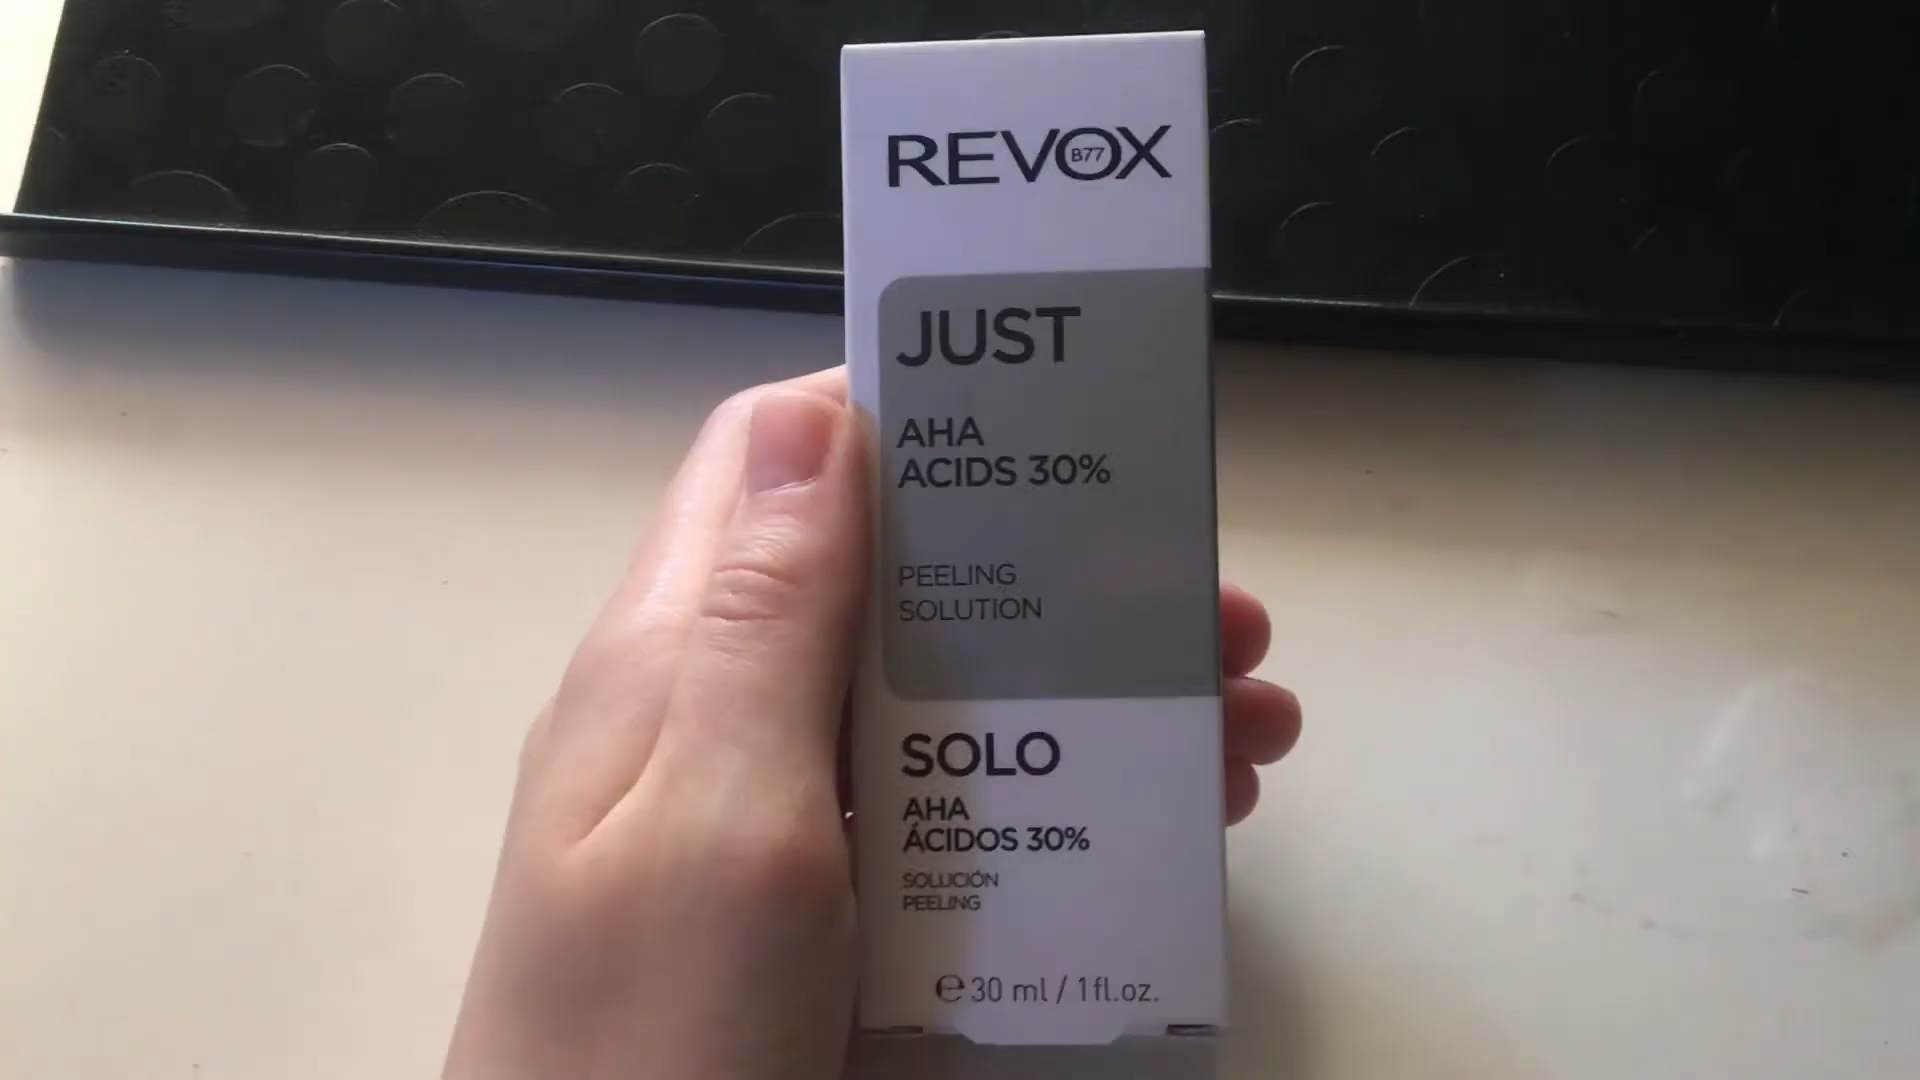 REVOX
B77
JUST
AHA
ACIDS 30%
PEELING
SOLUTION
SOLO
AHA
ÁCIDOS 30%
SOLUCIÓN
PEELING
℮ 30 ml / 1fl.oz.